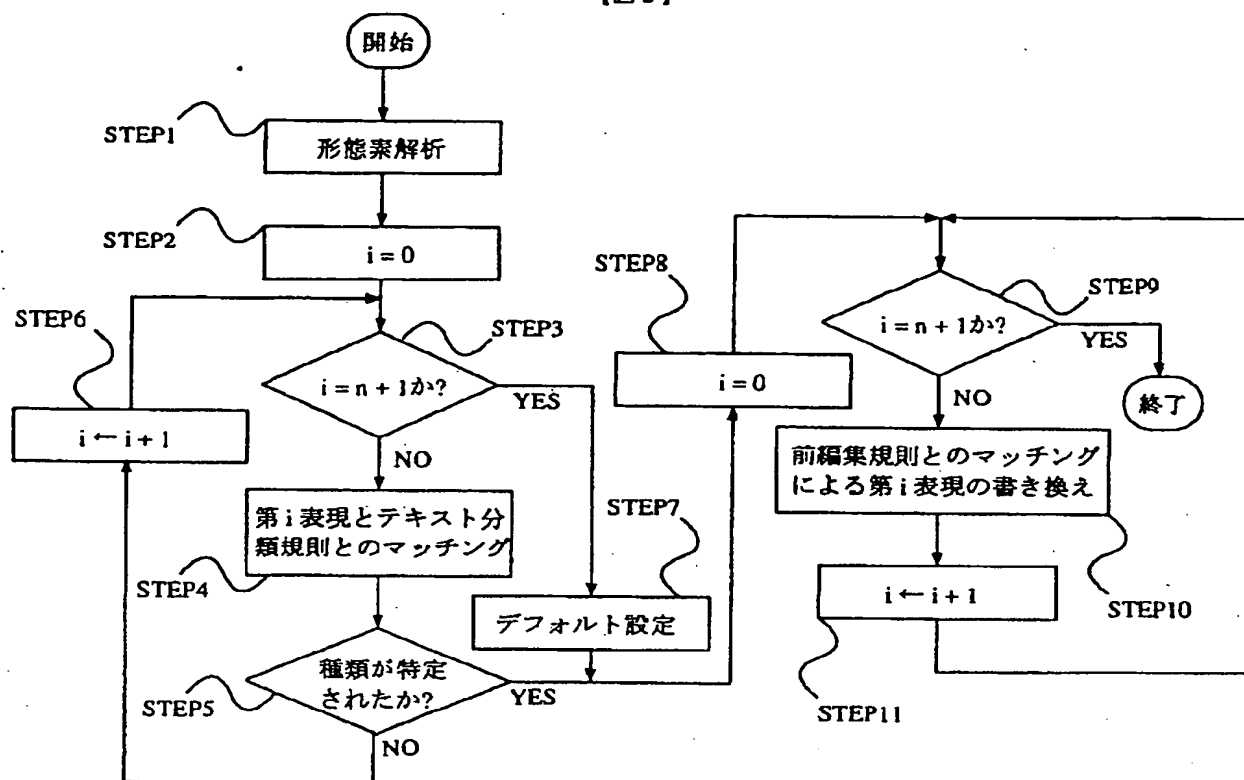 開始
STEP1
形態素解析
STEP2
i=0
STEP6
i←i+1
STEP3
i=n+1か?
YES
NO
第i表現とテキスト分
類規則とのマッチング
STEP4
STEP7
デフォルト設定
種類が特定
されたか?
STEP5
YES
NO
STEP8
i=0
STEP9
i=n+1か?
YES
終了
NO
前編集規則とのマッチング
による第i表現の書き換え
STEP10
i←i+1
STEP11